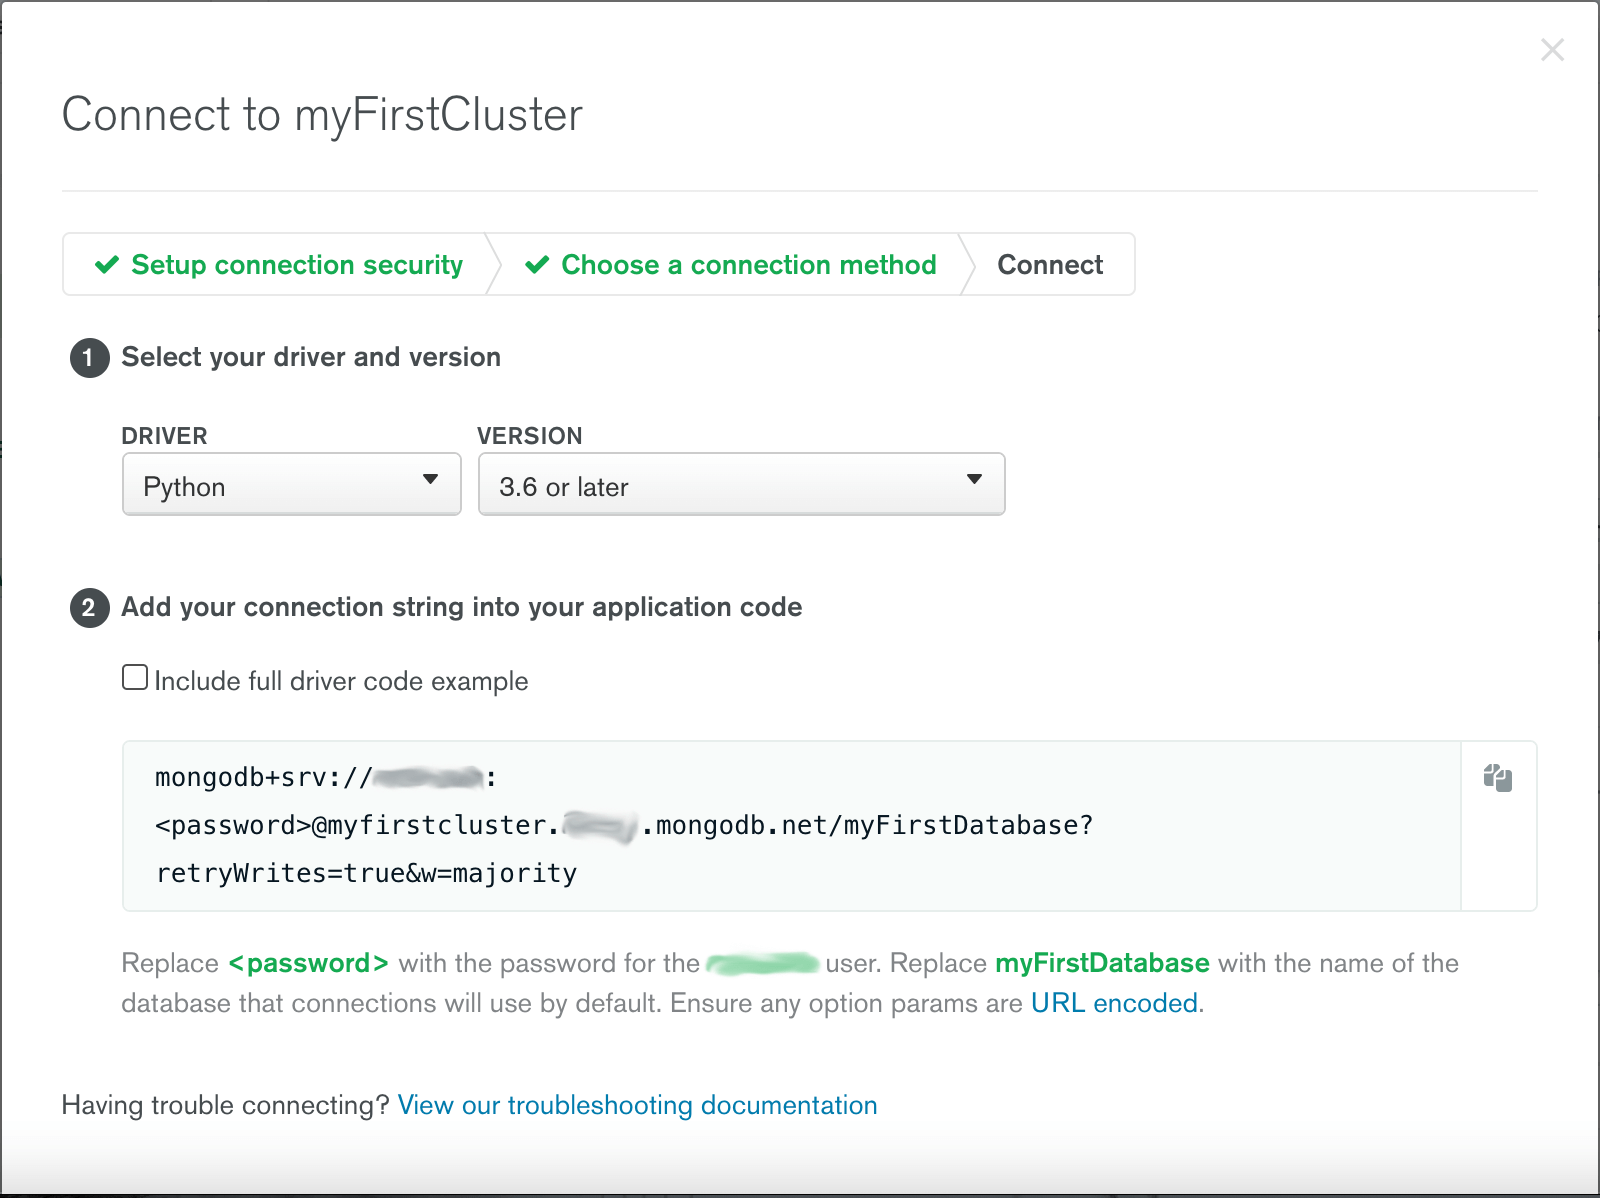 Connect to myFirstCluster
Setup connection security
Choose a connection method
Connect
1 Select your driver and version
DRIVER VERSION
Python 3.6 or later
2 Add your connection string into your application code
Include full driver code example
mongodb+srv://:
<password>@myfirstcluster..mongodb.net/myFirstDatabase?
retryWrites=true&w=majority
Replace <password> with the password for the user. Replace myFirstDatabase with the name of the
database that connections will use by default. Ensure any option params are URL encoded.
Having trouble connecting? View our troubleshooting documentation